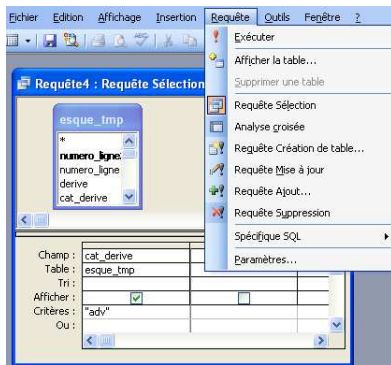 Fichier Edition Affichage Insertion Requête Outils Fenêtre ?
Exécuter
Afficher la table...
Supprimer une table
Requête Sélection
Analyse croisée
Requête Création de table...
Requête Mise à jour
Requête Ajout...
Requête Suppression
Spécifique SQL
Paramètres...
Requête4 : Requête Sélection
esque_tmp
*
numero_ligne
numero_ligne
derive
cat_derive
Champ : cat_derive
Table : esque_tmp
Tri :
Afficher :
Critères : "adv"
Ou :